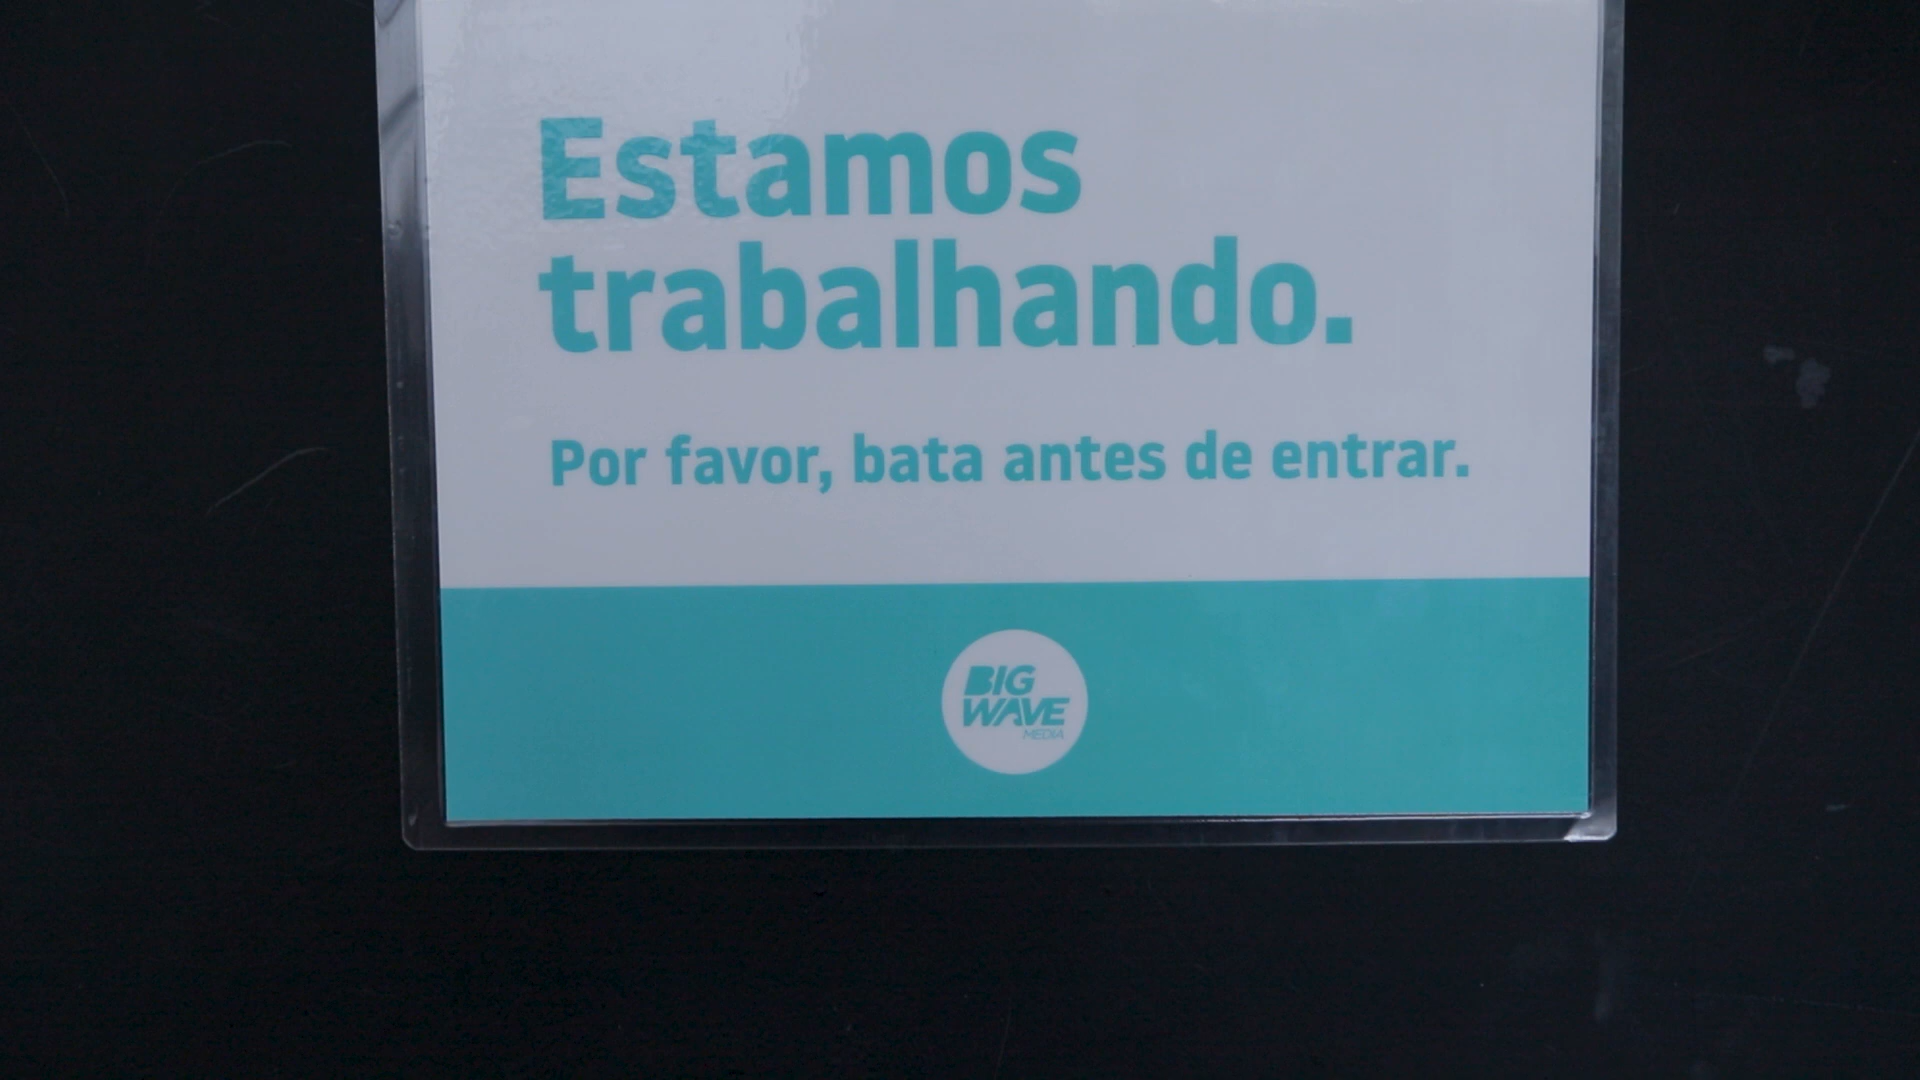 Estamos
trabalhando.
Por favor, bata antes de entrar.
BIG
WAVE
MEDIA